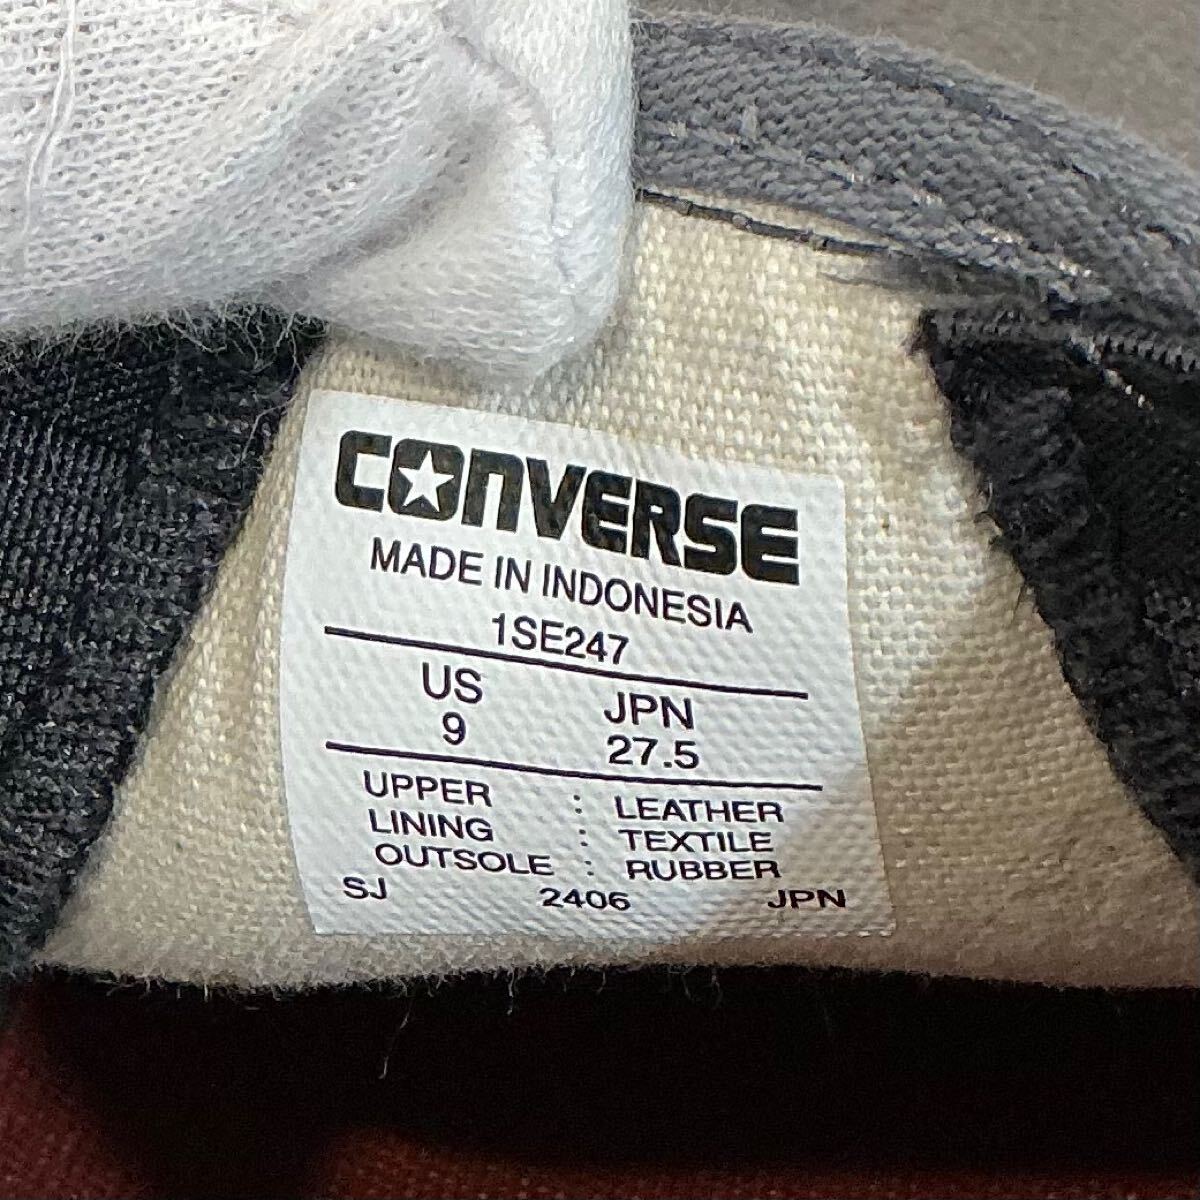 CONVERSE
MADE IN INDONESIA
1SE247
US JPN
9 27.5
UPPER : LEATHER
LINING : TEXTILE
OUTSOLE : RUBBER
SJ 2406 JPN